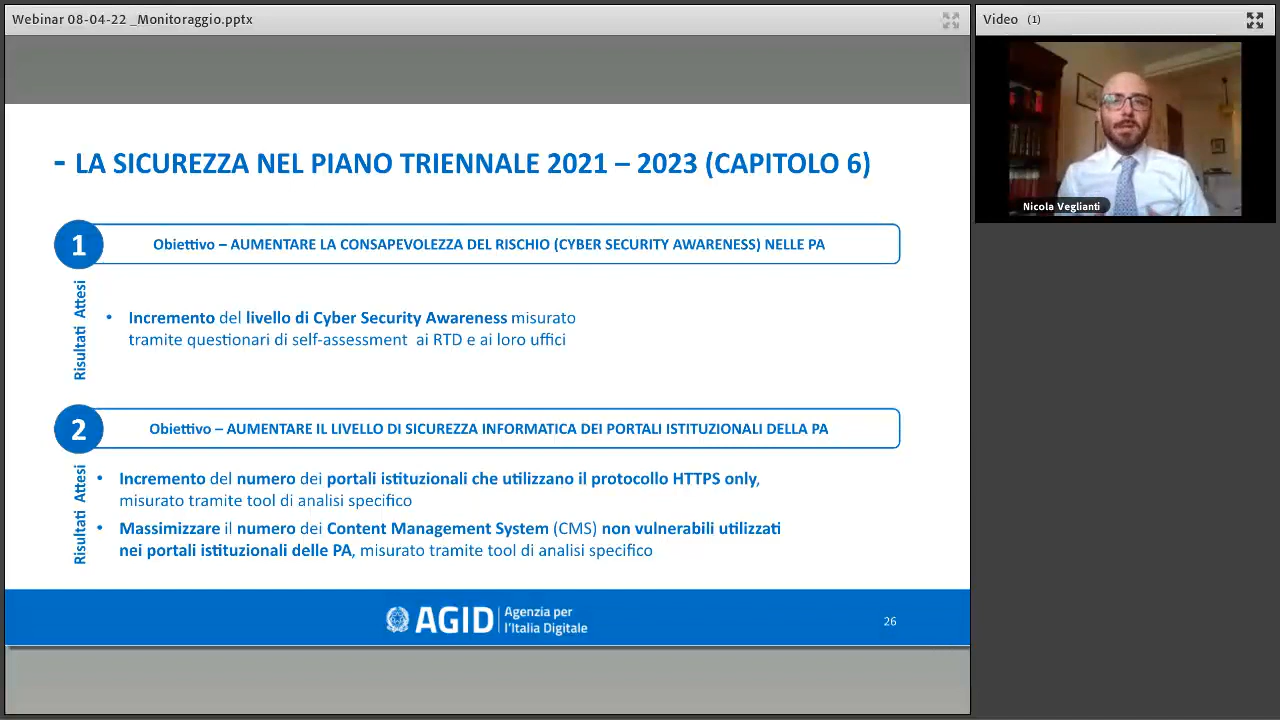 Webinar 08-04-22 _Monitoraggio.pptx
Video (1)
Nicola Veglianti
- LA SICUREZZA NEL PIANO TRIENNALE 2021 – 2023 (CAPITOLO 6)
1
Obiettivo – AUMENTARE LA CONSAPEVOLEZZA DEL RISCHIO (CYBER SECURITY AWARENESS) NELLE PA
Risultati Attesi
• Incremento del livello di Cyber Security Awareness misurato
tramite questionari di self-assessment ai RTD e ai loro uffici
2
Obiettivo – AUMENTARE IL LIVELLO DI SICUREZZA INFORMATICA DEI PORTALI ISTITUZIONALI DELLA PA
Risultati Attesi
• Incremento del numero dei portali istituzionali che utilizzano il protocollo HTTPS only,
misurato tramite tool di analisi specifico
• Massimizzare il numero dei Content Management System (CMS) non vulnerabili utilizzati
nei portali istituzionali delle PA, misurato tramite tool di analisi specifico
AGID
Agenzia per
l'Italia Digitale
26